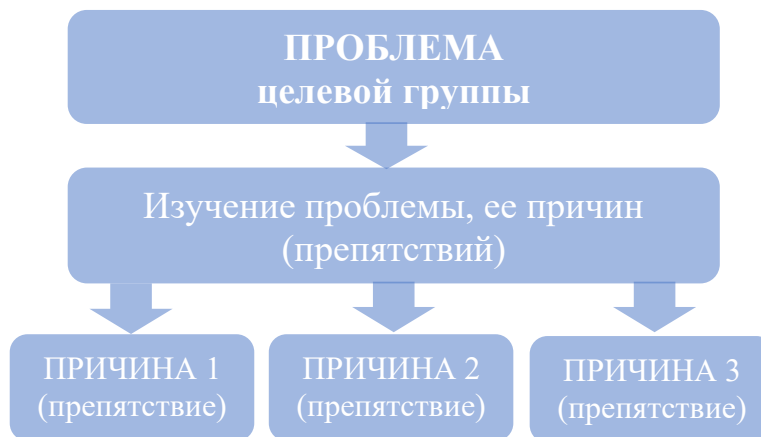 ПРОБЛЕМА
целевой группы
Изучение проблемы, ее причин
(препятствий)
ПРИЧИНА 1
(препятствие)
ПРИЧИНА 2
(препятствие)
ПРИЧИНА 3
(препятствие)